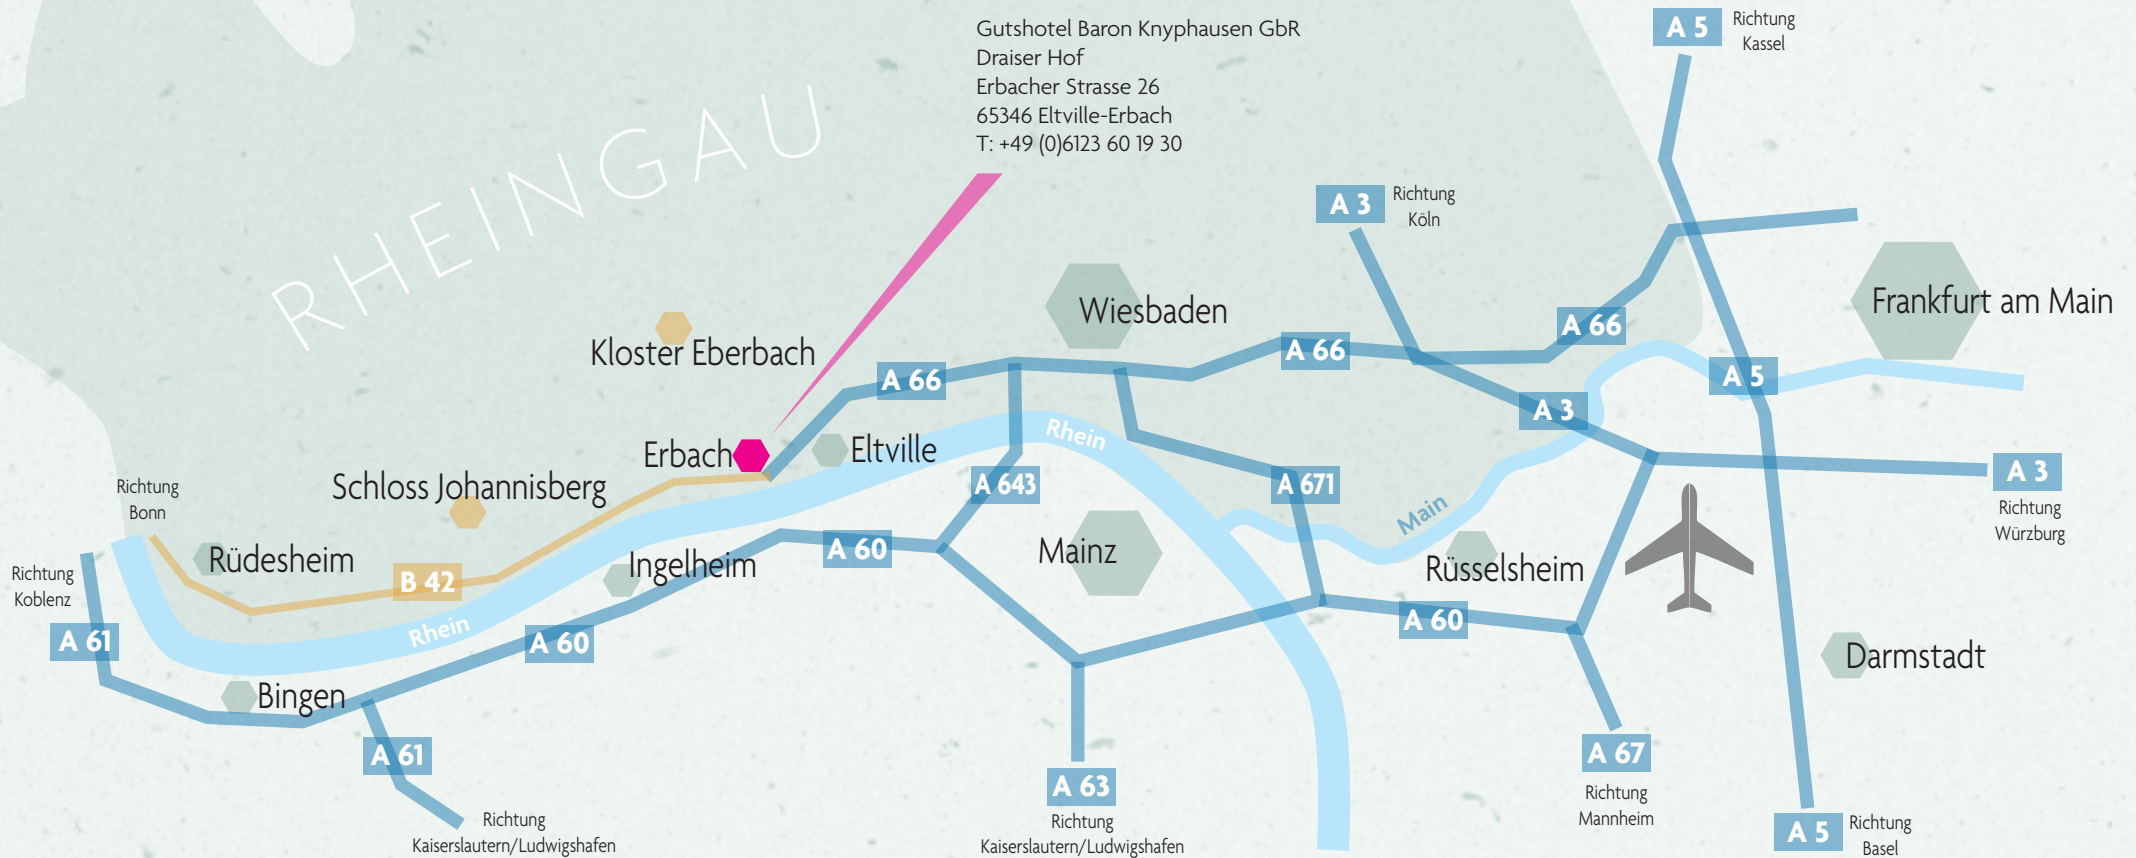 Gutshotel Baron Knyphausen GbR
Draiser Hof
Erbacher Strasse 26
65346 Eltville-Erbach
T: +49 (0)6123 60 19 30
A 5
Richtung
Kassel
RHEINGAU
A 3
Richtung
Köln
Wiesbaden
Frankfurt am Main
Kloster Eberbach
A 66
A 66
A 66
A 5
A 3
Erbach
Eltville
Rhein
Schloss Johannisberg
A 643
A 671
Main
A 3
Richtung
Würzburg
Richtung
Bonn
Rüdesheim
Ingelheim
A 60
Mainz
Rüsselsheim
Richtung
Koblenz
B 42
A 61
Rhein
A 60
A 60
Darmstadt
Bingen
A 61
Richtung
Kaiserslautern/Ludwigshafen
A 63
Richtung
Kaiserslautern/Ludwigshafen
A 67
Richtung
Mannheim
A 5
Richtung
Basel